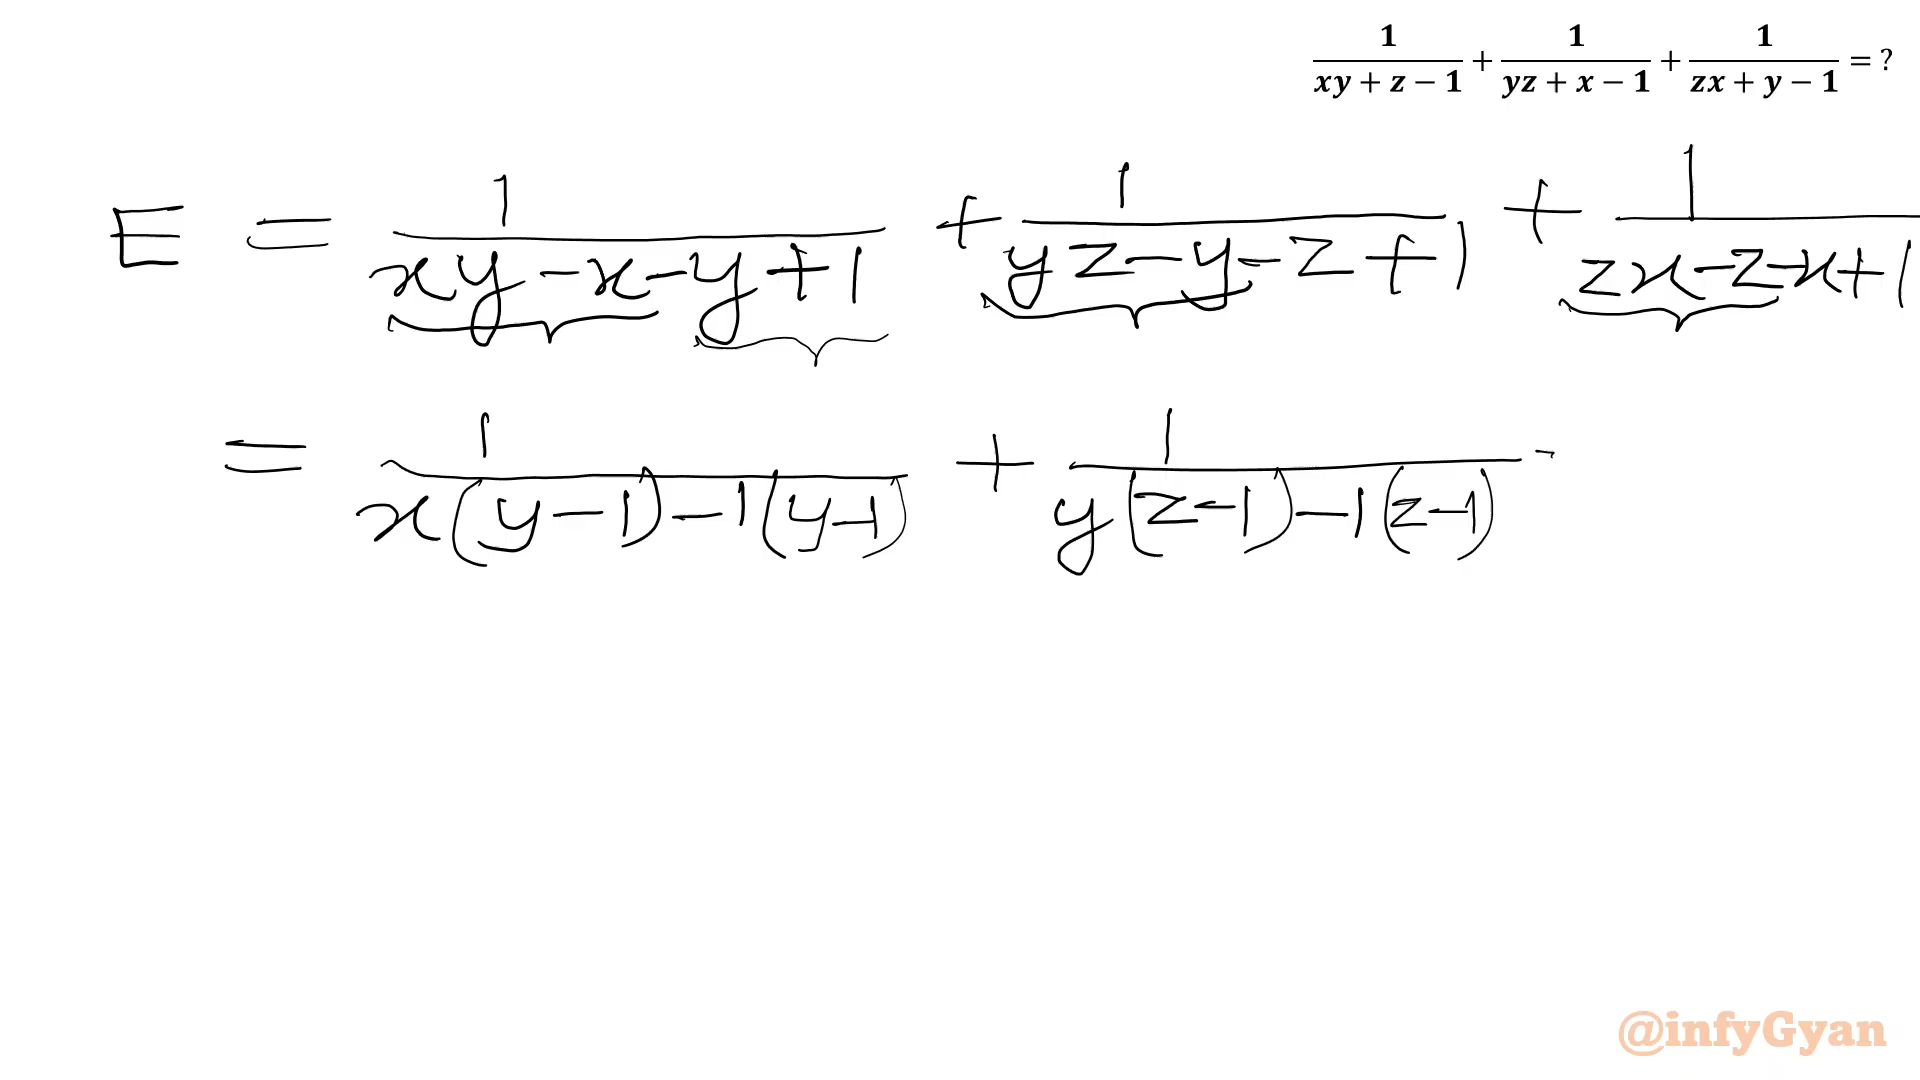 1/(xy + z − 1) + 1/(yz + x − 1) + 1/(zx + y − 1) = ?
E = 1/(xy − x − y + 1) + 1/(yz − y − z + 1) + 1/(zx − z − x + 1
= 1/(x(y − 1) − 1(y − 1)) + 1/(y(z − 1) − 1(z − 1)) -
@infyGyan